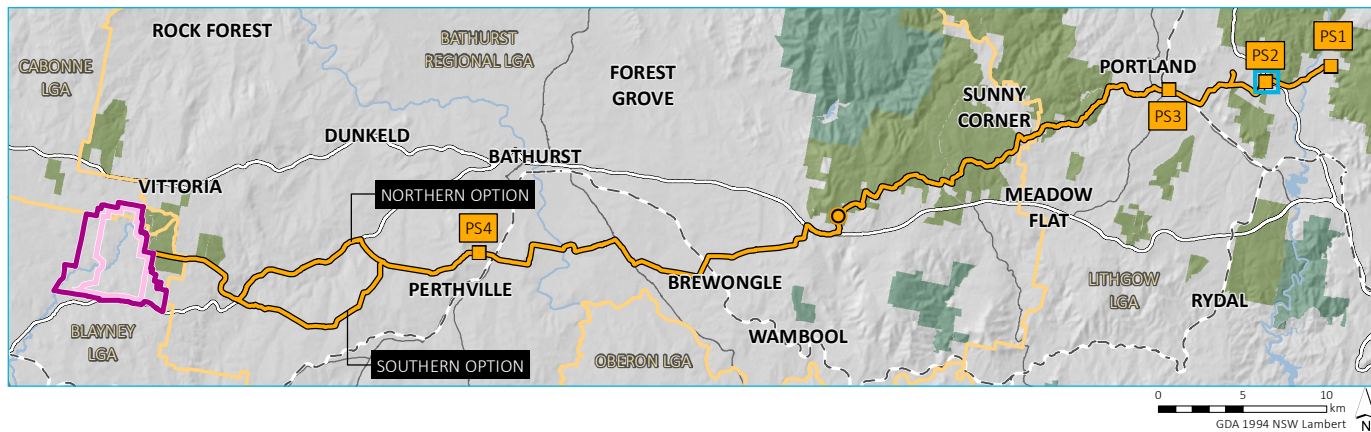 ROCK FOREST
BATHURST
REGIONAL LGA
CABONNE
LGA
FOREST
GROVE
PS1
PS2
PORTLAND
PS3
SUNNY
CORNER
DUNKELD
BATHURST
VITTORIA
NORTHERN OPTION
MEADOW
FLAT
PS4
PERTHVILLE
BREWONGLE
LITHGOW
LGA
RYDAL
BLAYNEY
LGA
WAMBOOL
SOUTHERN OPTION
OBERON LGA
0 5 10
km
GDA 1994 NSW Lambert
N